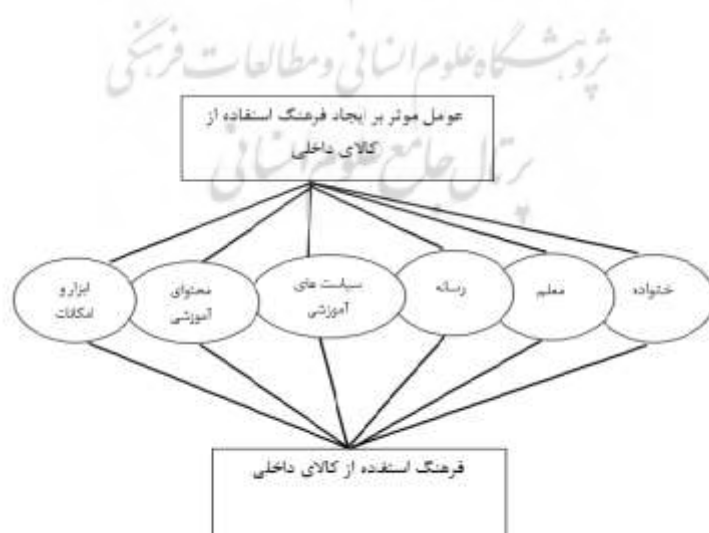 پژوهشگاه علوم انسانی و مطالعات فرهنگی
عومل موثر بر ایجاد فرهنگ استفاده از
کالای داخلی)
پرتال جامع علوم انسانی
خانواده
معلم
رسانه
سیاست های
آموزشی
محتوای
آموزشی
ابزار و
امکانات
فرهنگ استفاده از کالای داخلی